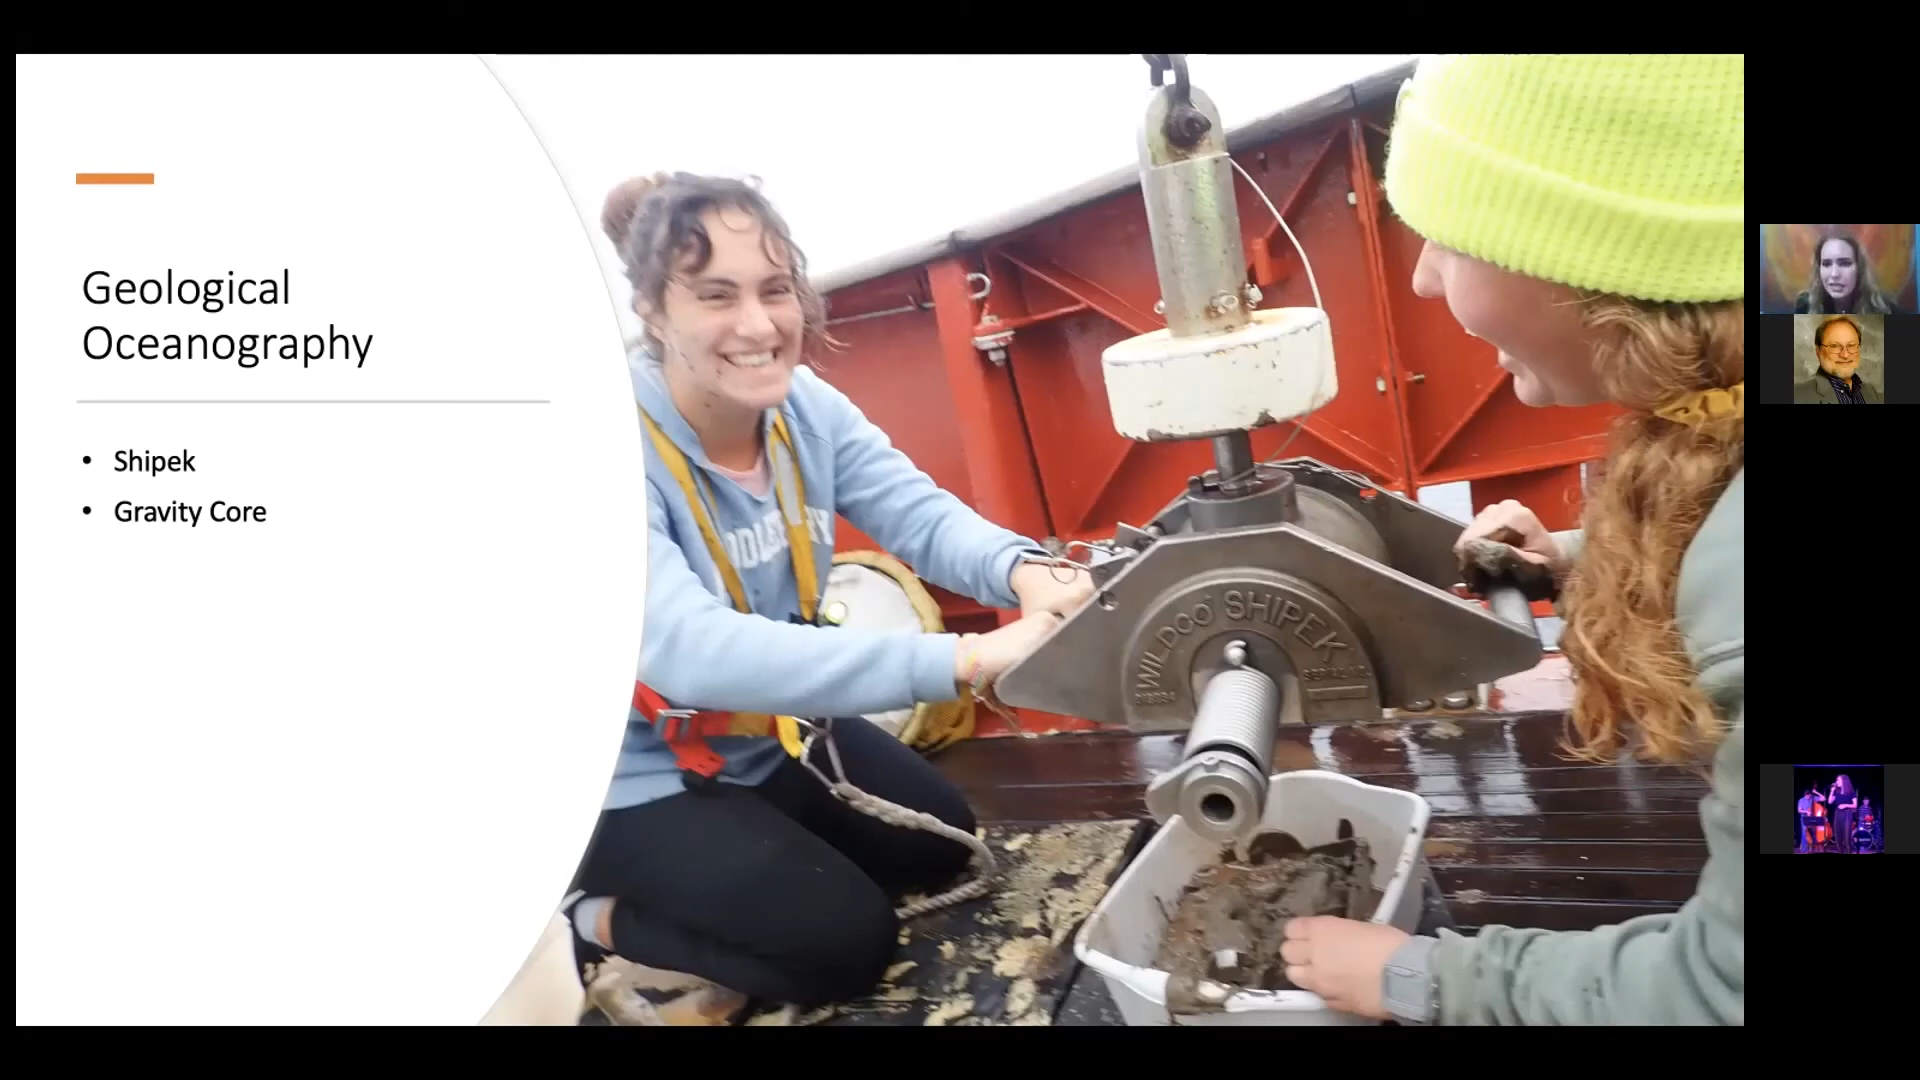 Geological
Oceanography
• Shipek
• Gravity Core
WILDCO SHIPEK